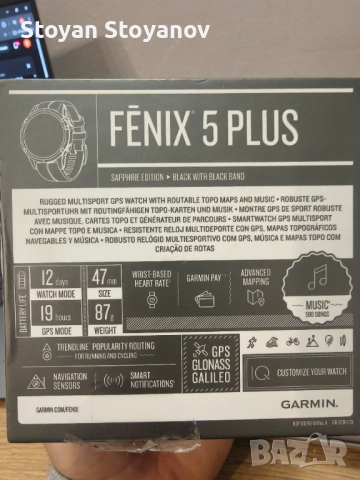 Stoyan Stoyanov
FĒNIX® 5 PLUS
SAPPHIRE EDITION ▸ BLACK WITH BLACK BAND
RUGGED MULTISPORT GPS WATCH WITH ROUTABLE TOPO MAPS AND MUSIC • ROBUSTE GPS-
MULTISPORTUHR MIT ROUTINGFÄHIGEN TOPO-KARTEN UND MUSIK • MONTRE GPS DE SPORT ROBUSTE
AVEC MUSIQUE, CARTES TOPO ET GÉNÉRATEUR DE PARCOURS • SMARTWATCH GPS MULTISPORT
CON MAPPE TOPO E MUSICA • RESISTENTE RELOJ MULTIDEPORTE CON GPS, MAPAS TOPOGRÁFICOS
NAVEGABLES Y MÚSICA • ROBUSTO RELÓGIO MULTIESPORTIVO COM GPS, MÚSICA E MAPAS TOPO COM
CRIAÇÃO DE ROTAS
BATTERY LIFE
12 days
WATCH MODE
19 hours
GPS MODE
47 mm
SIZE
87 g
WEIGHT
WRIST-BASED
HEART RATE
GARMIN PAY™
ADVANCED
MAPPING
MUSIC
500 SONGS
TRENDLINE POPULARITY ROUTING
FOR RUNNING AND CYCLING
NAVIGATION
SENSORS
SMART
NOTIFICATIONS
GPS
GLONASS
GALILEO
IQ CUSTOMIZE YOUR WATCH
GARMIN.COM/FENIX
GARMIN.
BAZAR